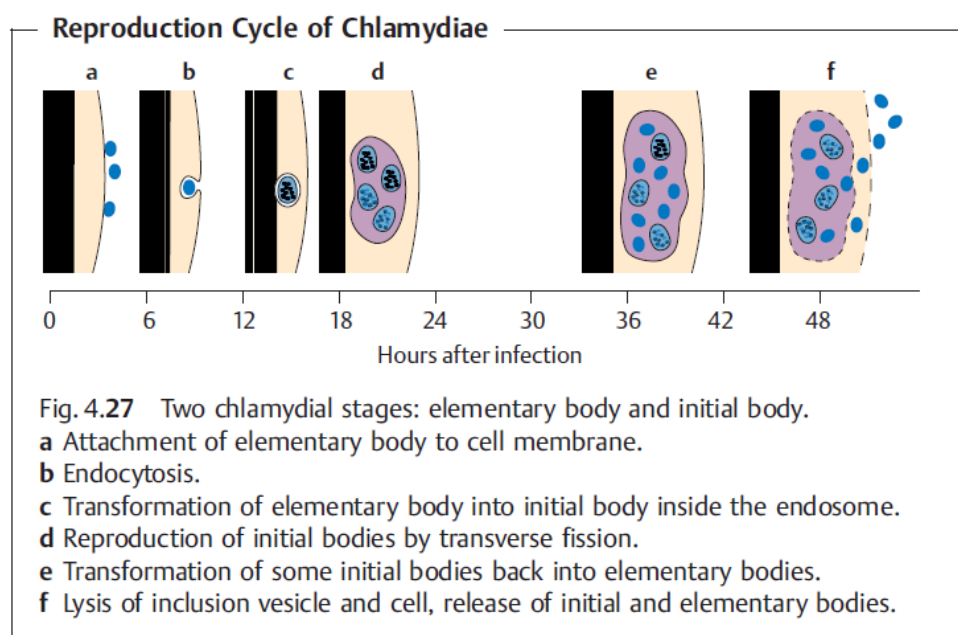 Reproduction Cycle of Chlamydiae
a b c d e f
0 6 12 18 24 30 36 42 48
Hours after infection
Fig. 4.27 Two chlamydial stages: elementary body and initial body.
a Attachment of elementary body to cell membrane.
b Endocytosis.
c Transformation of elementary body into initial body inside the endosome.
d Reproduction of initial bodies by transverse fission.
e Transformation of some initial bodies back into elementary bodies.
f Lysis of inclusion vesicle and cell, release of initial and elementary bodies.